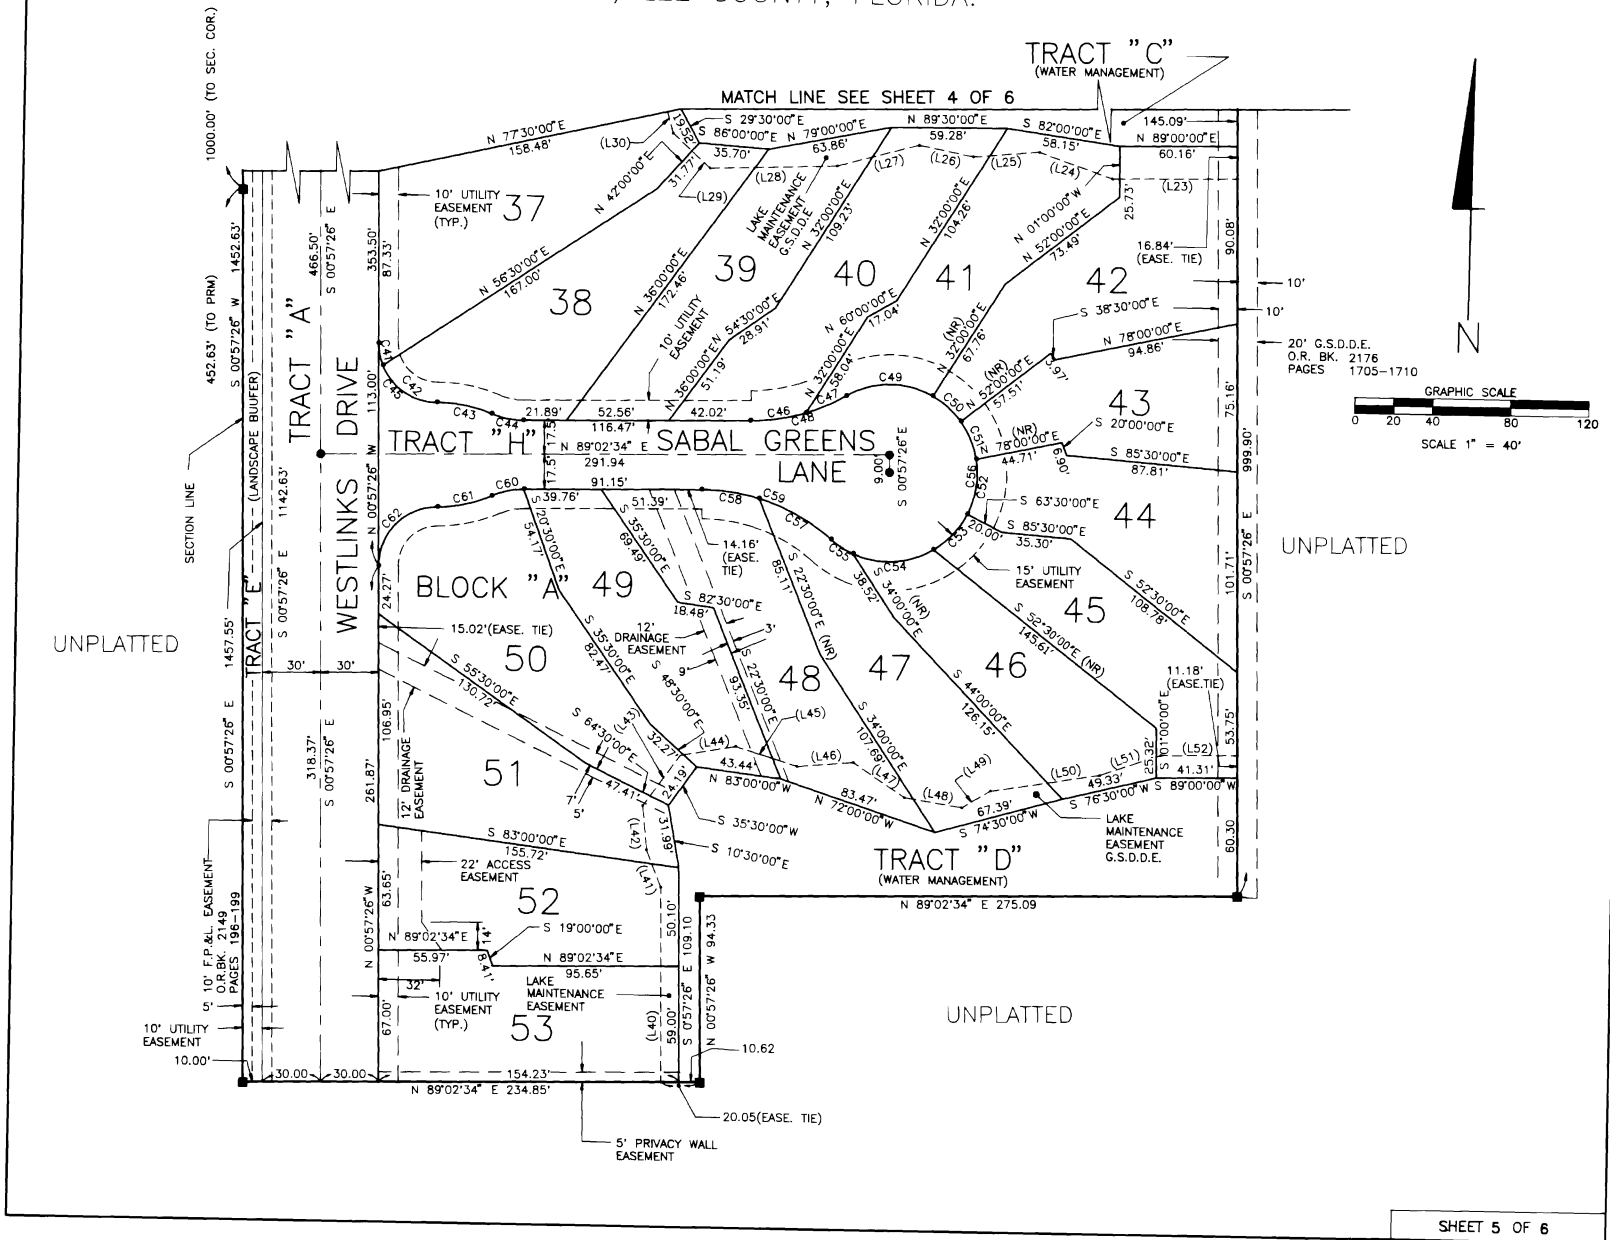 , LEE COUNTY, FLORIDA.
TRACT "C"
(WATER MANAGEMENT)
MATCH LINE SEE SHEET 4 OF 6
1000.00' (TO SEC. COR.)
N 77'30'00"E
158.48'
(L30)
19.52'
S 29'30'00"E
S 86'00'00"E
35.70'
N 79'00'00"E
63.86'
N 89'30'00"E
59.28'
S 82'00'00"E
58.15'
145.09'
N 89'00'00"E
60.16'
(L29)
(L28)
(L27)
(L26)
(L25)
(L24)
(L23)
N 42'00'00"E
31.77'
10' UTILITY
EASEMENT
(TYP.)
37
LAKE
MAINTENANCE
EASEMENT
G.S.D.D.E
N 32'00'00"E
109.23'
N 32'00'00"E
104.26'
N 01'00'00"W
25.73'
N 52'00'00"E
73.49'
16.84'
(EASE. TIE)
90.08'
1452.63'
S 00'57'26" W
452.63' (TO PRM)
466.50'
S 00'57'26" E
353.50'
87.33'
N 56'30'00"E
167.00'
38
39
40
41
42
N 36'00'00"E
172.46'
10' UTILITY
EASEMENT
N 54'30'00"E
28.91'
N 36'00'00"E
51.19'
N 60'00'00"E
17.04'
N 32'00'00"E
58.04'
(NR)
N 32'00'00"E
67.76'
(NR)
N 52'00'00"E
57.51'
S 38'30'00"E
3.97'
N 78'00'00"E
94.86'
10'
10'
20' G.S.D.D.E.
O.R. BK. 2176
PAGES 1705-1710
N
GRAPHIC SCALE
0 20 40 80 120
SCALE 1" = 40'
TRACT "A"
WESTLINKS DRIVE
(LANDSCAPE BUUFER)
SECTION LINE
113.00'
N 00'57'26" W
C41
C42
C45
C43
C44
21.89'
52.56'
116.47'
42.02'
C46
C47
C48
C49
C50
C51
TRACT "H"
17.5'
17.5'
N 89'02'34" E
291.94
SABAL GREENS
LANE
9.00'
S 00'57'26" E
43
75.16'
S 20'00'00"E
(NR)
N 78'00'00"E
44.71'
6.90'
S 85'30'00"E
87.81'
999.90'
C56
C52
C60
C61
C62
39.76'
91.15'
51.39'
C58
C59
C57
C55
C54
C53
S 63'30'00"E
20.00'
S 85'30'00"E
35.30'
44
UNPLATTED
S 00'57'26" E
101.71'
1142.63'
S 00'57'26" E
24.27'
20'30'00"E
54.17'
S 35'30'00"E
69.49'
14.16'
(EASE.
TIE)
85.11'
S 22'30'00"E (NR)
38.52'
S 34'00'00"E
(NR)
15' UTILITY
EASEMENT
S 52'30'00"E
108.78'
BLOCK "A"
49
S 82'30'00"E
18.48'
12'
DRAINAGE
EASEMENT
3'
9'
45
S 52'30'00"E (NR)
145.61'
UNPLATTED
1457.55'
S 00'57'26" E
TRACT "E"
30'
30'
15.02'(EASE. TIE)
50
S 55'30'00"E
130.72'
S 35'30'00"E
82.47'
S 48'30'00"E
32.27'
S 22'30'00"E
93.35'
48
47
46
11.18'
(EASE.TIE)
S 44'00'00"E
126.15'
S 34'00'00"E
107.69'
S 01'00'00"E
25.32'
53.75'
106.95'
318.37'
S 00'57'26" E
12' DRAINAGE
EASEMENT
S 64'30'00"E
47.41'
(L43)
(L44)
(L45)
(L46)
(L47)
(L48)
(L49)
(L50)
(L51)
(L52)
51
261.87'
7'
5'
24.19'
43.44'
N 83'00'00"W
83.47'
N 72'00'00"W
67.39'
S 74'30'00"W
49.33'
S 76'30'00"W
41.31'
S 89'00'00"W
S 35'30'00"W
S 10'30'00"E
31.99'
(L42)
(L41)
S 83'00'00"E
155.72'
22' ACCESS
EASEMENT
LAKE
MAINTENANCE
EASEMENT
G.S.D.D.E.
60.30
TRACT "D"
(WATER MANAGEMENT)
N 89'02'34" E 275.09
10' F.P.&L. EASEMENT
O.R.BK. 2149
PAGES 196-199
N 00'57'26"W
63.65'
52
N 89'02'34"E
55.97'
14'
8.41'
S 19'00'00"E
N 89'02'34"E
95.65'
50.10'
S 0'57'26" E 109.10
N 00'57'26" W 94.33
32'
10' UTILITY
EASEMENT
(TYP.)
LAKE
MAINTENANCE
EASEMENT
53
67.00'
(L40)
59.00'
5'
10' UTILITY
EASEMENT
10.00'
30.00
30.00
154.23'
N 89'02'34" E 234.85'
10.62
20.05(EASE. TIE)
5' PRIVACY WALL
EASEMENT
UNPLATTED
SHEET 5 OF 6